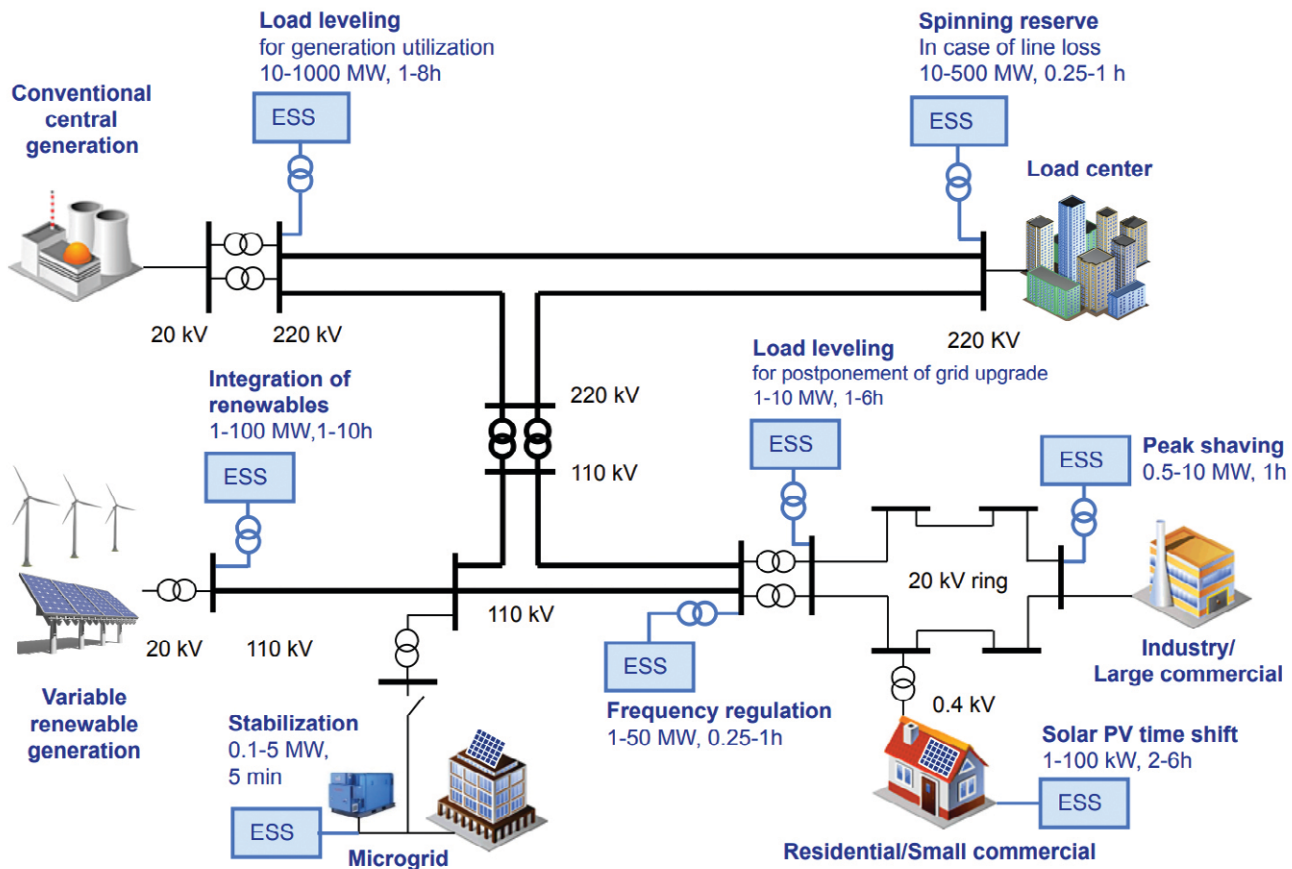 Load leveling
for generation utilization
10-1000 MW, 1-8h
ESS
Spinning reserve
In case of line loss
10-500 MW, 0.25-1 h
ESS
Conventional
central
generation
Load center
20 kV
220 kV
220 KV
Integration of
renewables
1-100 MW,1-10h
ESS
220 kV
110 kV
Load leveling
for postponement of grid upgrade
1-10 MW, 1-6h
ESS
Peak shaving
0.5-10 MW, 1h
ESS
20 kV ring
20 kV
110 kV
110 kV
Variable
renewable
generation
Stabilization
0.1-5 MW,
5 min
ESS
Microgrid
ESS
Frequency regulation
1-50 MW, 0.25-1h
Industry/
Large commercial
0.4 kV
Solar PV time shift
1-100 kW, 2-6h
ESS
Residential/Small commercial